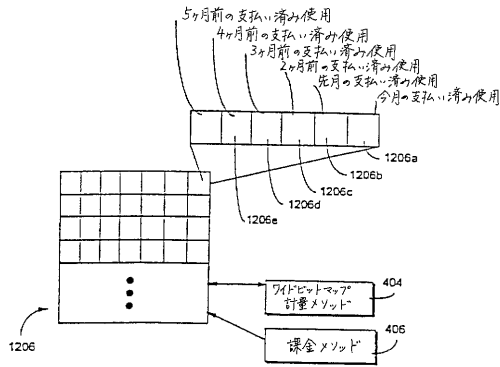 5ヶ月前の支払い済み使用
4ヶ月前の支払い済み使用
3ヶ月前の支払い済み使用
2ヶ月前の支払い済み使用
先月の支払い済み使用
今月の支払い済み使用
1206a
1206b
1206c
1206d
1206e
ワイドビットマップ
計量メソッド
404
課金メソッド
406
1206